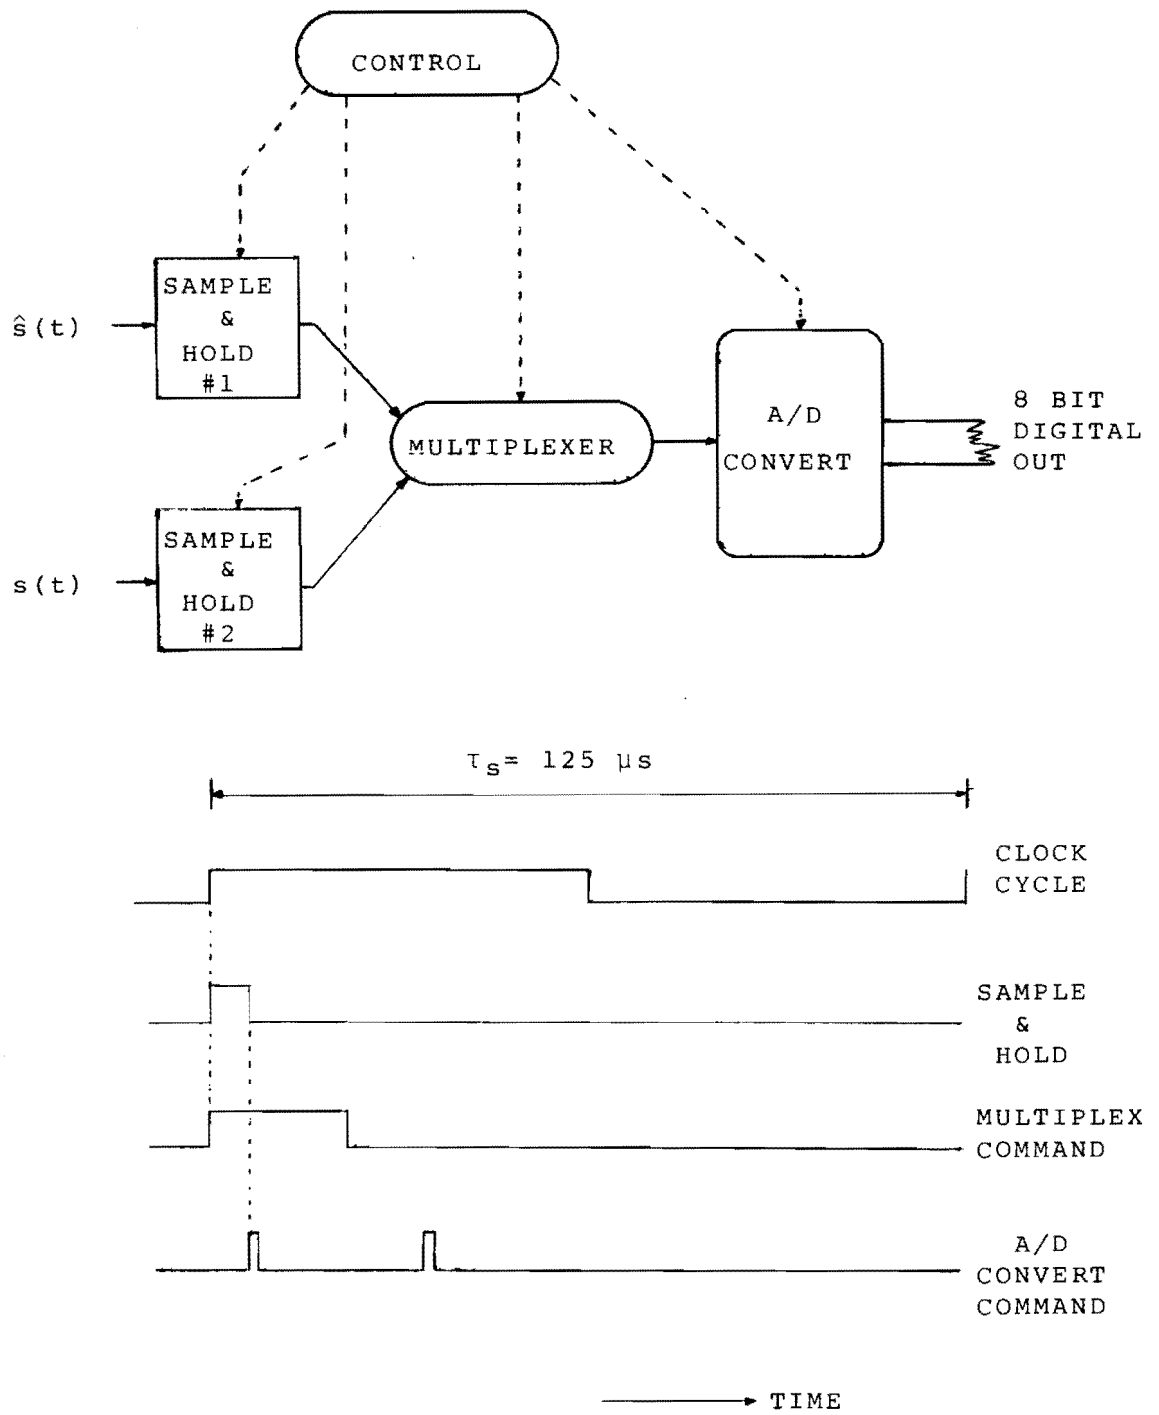 CONTROL
SAMPLE
&
HOLD
#1
ŝ(t)
MULTIPLEXER
A/D
CONVERT
8 BIT
DIGITAL
OUT
SAMPLE
&
HOLD
#2
s(t)
τs= 125 μs
CLOCK
CYCLE
SAMPLE
&
HOLD
MULTIPLEX
COMMAND
A/D
CONVERT
COMMAND
TIME